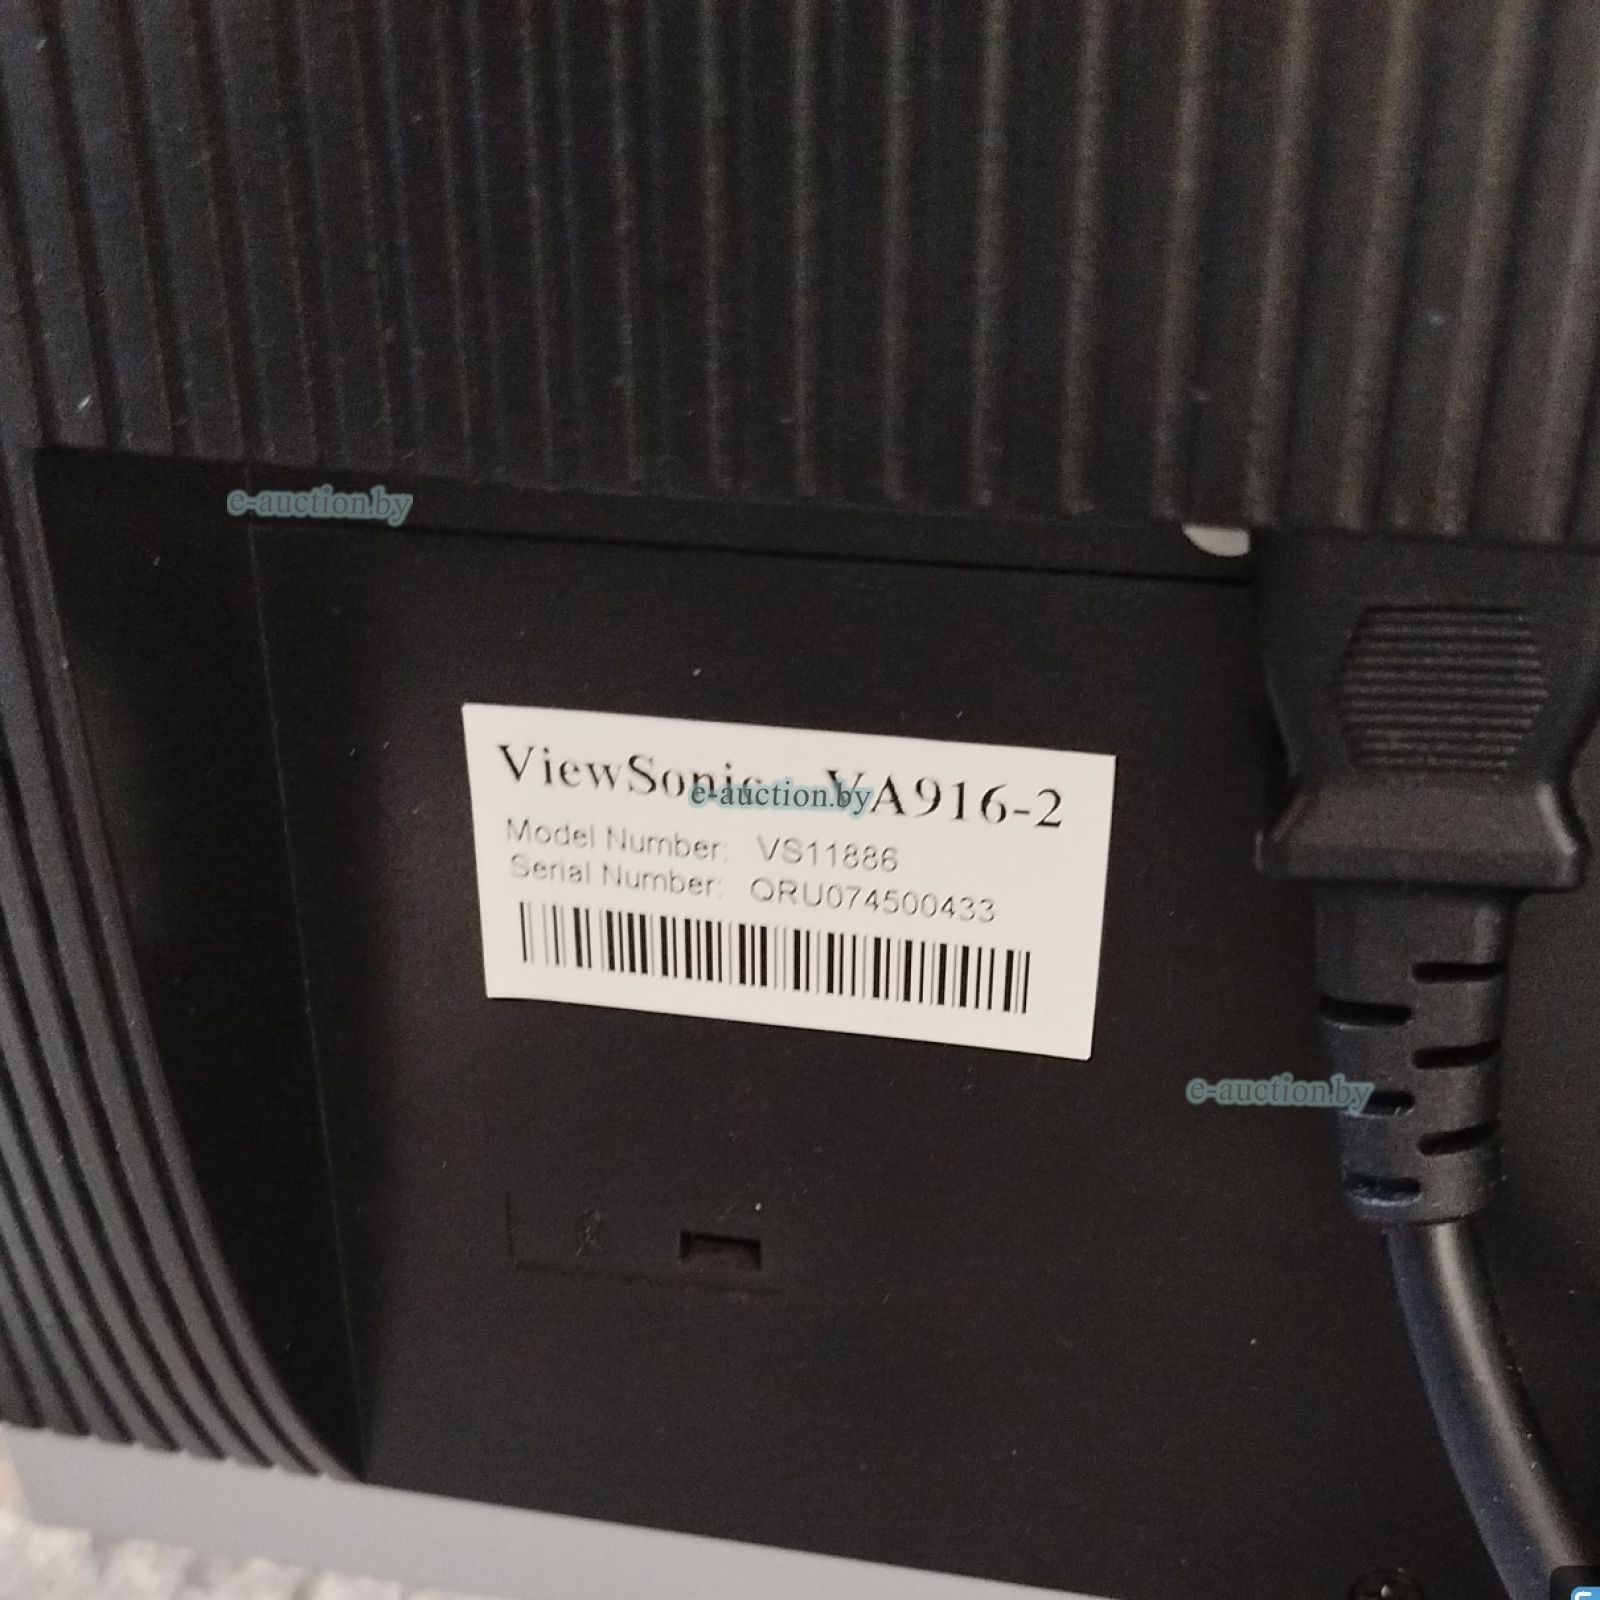 e-auction.by
ViewSonic VA916-2
e-auction.by
Model Number: VS11886
Serial Number: QRU074500433
e-auction.by